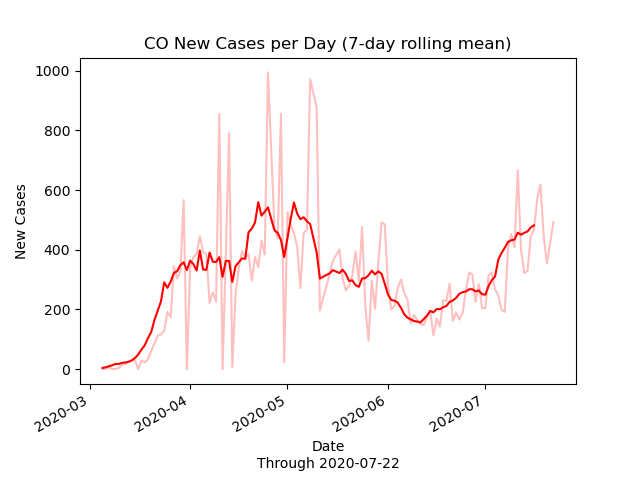 CO New Cases per Day (7-day rolling mean)
1000
800
600
400
200
0
New Cases
2020-03
2020-04
2020-05
2020-06
2020-07
Date
Through 2020-07-22